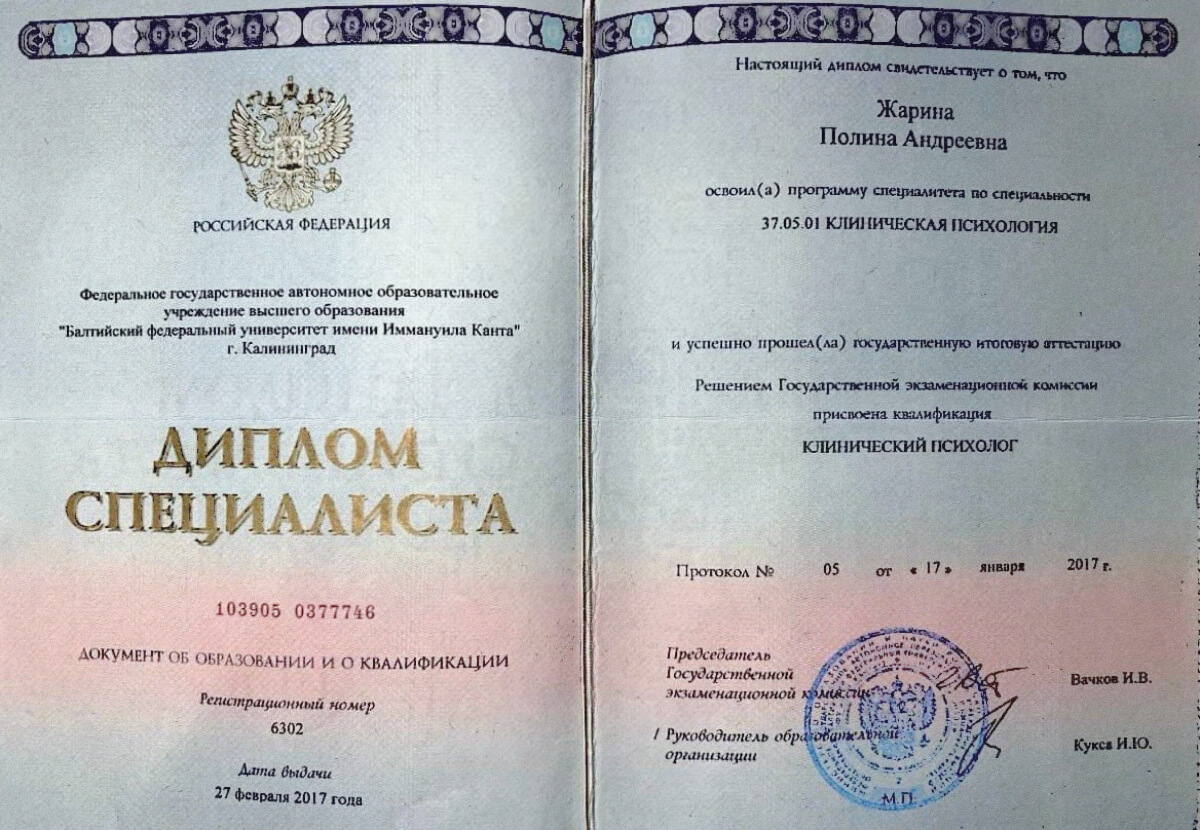 РОССИЙСКАЯ ФЕДЕРАЦИЯ
Федеральное государственное автономное образовательное
учреждение высшего образования
"Балтийский федеральный университет имени Иммануила Канта"
г. Калининград
ДИПЛОМ
СПЕЦИАЛИСТА
103905 0377746
ДОКУМЕНТ ОБ ОБРАЗОВАНИИ И О КВАЛИФИКАЦИИ
Регистрационный номер
6302
Дата выдачи
27 февраля 2017 года
Настоящий диплом свидетельствует о том, что
Жарина
Полина Андреевна
освоил(а) программу специалитета по специальности
37.05.01 КЛИНИЧЕСКАЯ ПСИХОЛОГИЯ
и успешно прошел(ла) государственную итоговую аттестацию
Решением Государственной экзаменационной комиссии
присвоена квалификация
КЛИНИЧЕСКИЙ ПСИХОЛОГ
Протокол № 05 от « 17 » января 2017 г.
Председатель
Государственной
экзаменационной комиссии Вачков И.В.
/ Руководитель образовательной
организации Кукса И.Ю.
М.П.